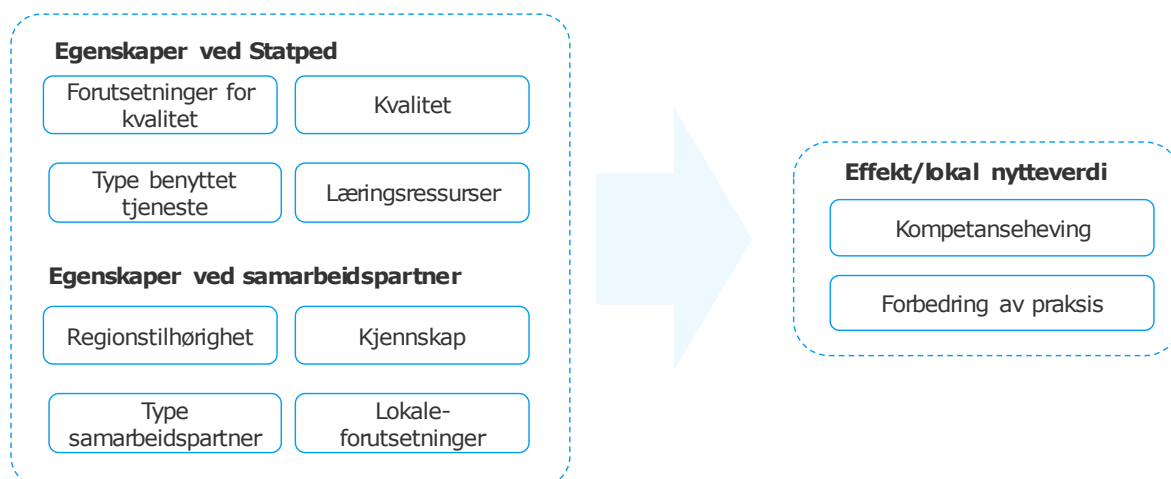 Egenskaper ved Statped
Forutsetninger for
kvalitet
Kvalitet
Type benyttet
tjeneste
Læringsressurser
Egenskaper ved samarbeidspartner
Regionstilhørighet
Kjennskap
Type
samarbeidspartner
Lokale-
forutsetninger
Effekt/lokal nytteverdi
Kompetanseheving
Forbedring av praksis